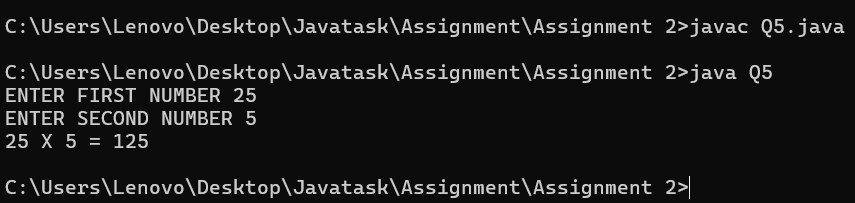 C:\Users\Lenovo\Desktop\Javatask\Assignment\Assignment 2>javac Q5.java
C:\Users\Lenovo\Desktop\Javatask\Assignment\Assignment 2>java Q5
ENTER FIRST NUMBER 25
ENTER SECOND NUMBER 5
25 X 5 = 125
C:\Users\Lenovo\Desktop\Javatask\Assignment\Assignment 2>